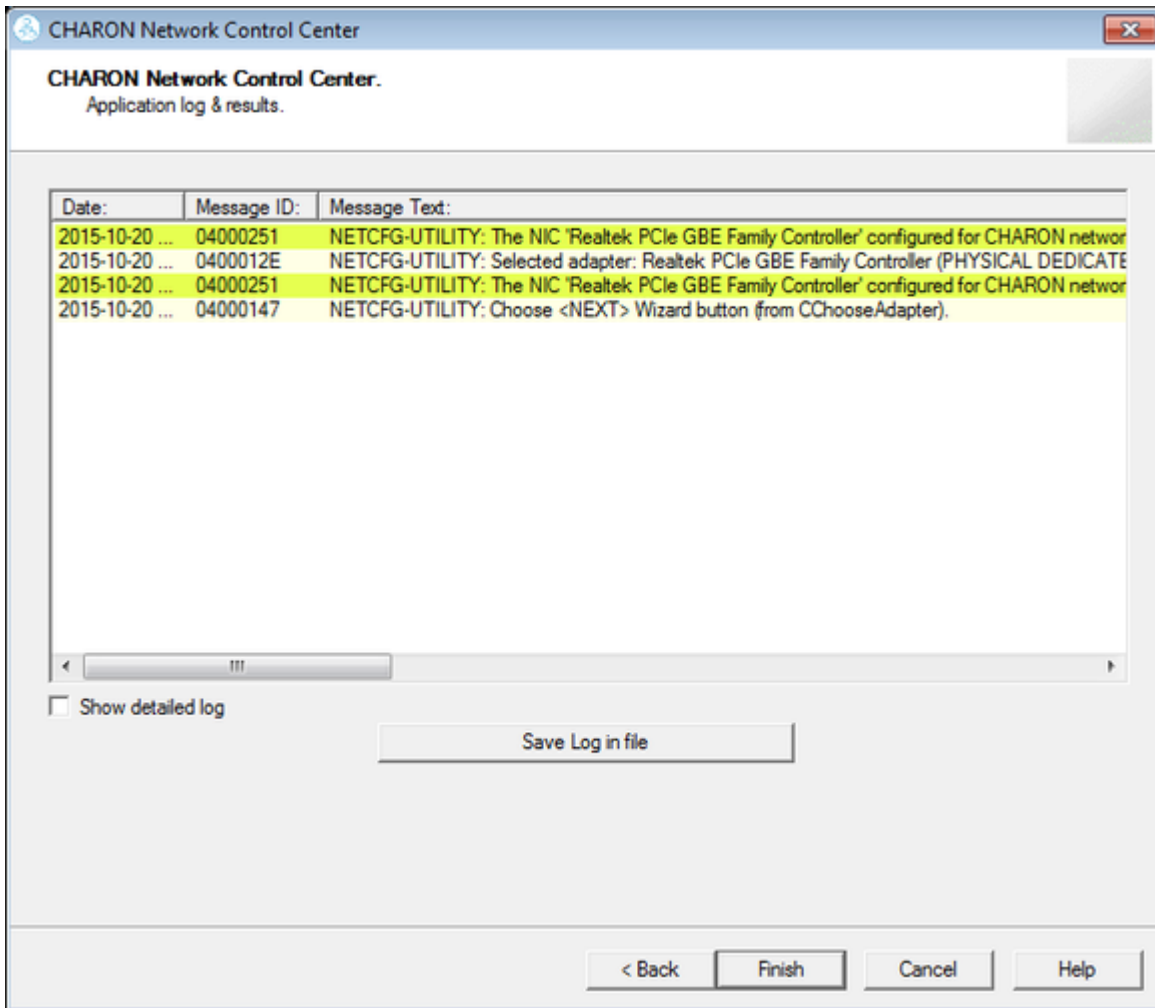 CHARON Network Control Center
CHARON Network Control Center.
Application log & results.
Date: Message ID: Message Text:
2015-10-20 ... 04000251 NETCFG-UTILITY: The NIC 'Realtek PCIe GBE Family Controller' configured for CHARON networ
2015-10-20 ... 0400012E NETCFG-UTILITY: Selected adapter: Realtek PCIe GBE Family Controller (PHYSICAL DEDICATE
2015-10-20 ... 04000251 NETCFG-UTILITY: The NIC 'Realtek PCIe GBE Family Controller' configured for CHARON networ
2015-10-20 ... 04000147 NETCFG-UTILITY: Choose <NEXT> Wizard button (from CChooseAdapter).
Show detailed log
Save Log in file
< Back Finish Cancel Help